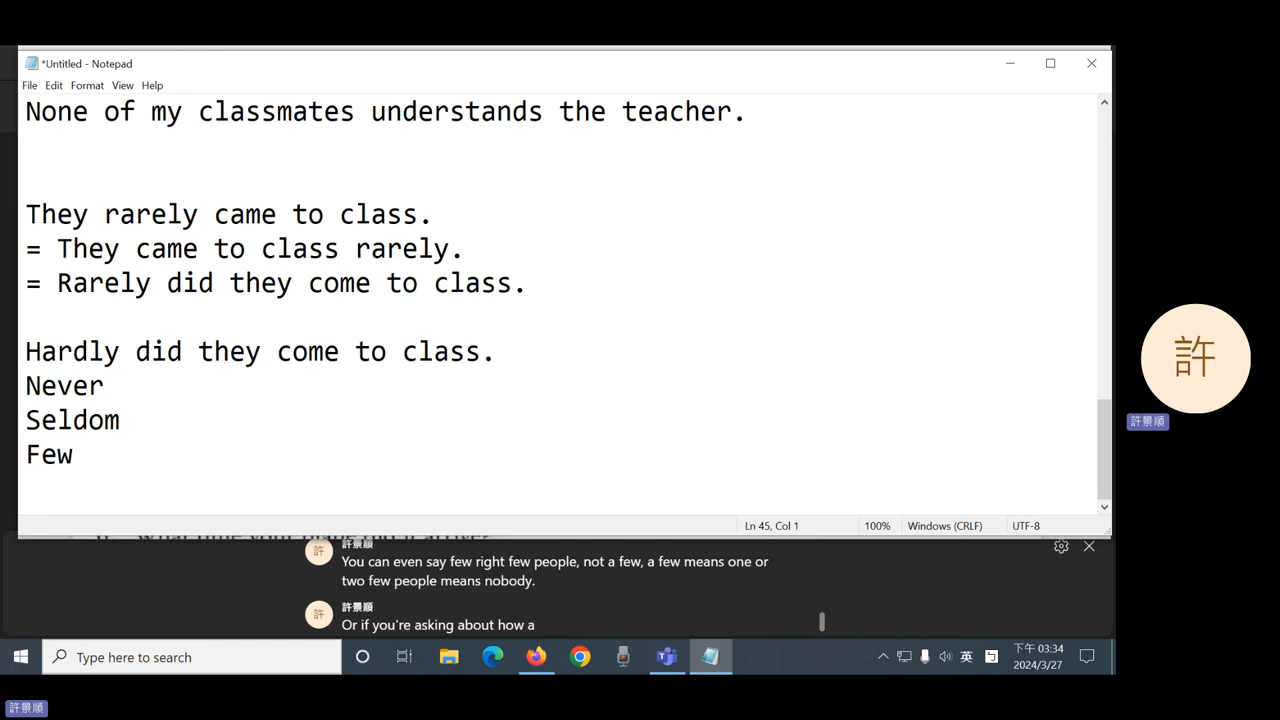 *Untitled - Notepad
File Edit Format View Help
None of my classmates understands the teacher.
They rarely came to class.
= They came to class rarely.
= Rarely did they come to class.
Hardly did they come to class.
Never
Seldom
Few
Ln 45, Col 1 100% Windows (CRLF) UTF-8
許
許景順
許 許景順
You can even say few right few people, not a few, a few means one or
two few people means nobody.
許 許景順
Or if you're asking about how a
Type here to search
英
下午 03:34
2024/3/27
許景順